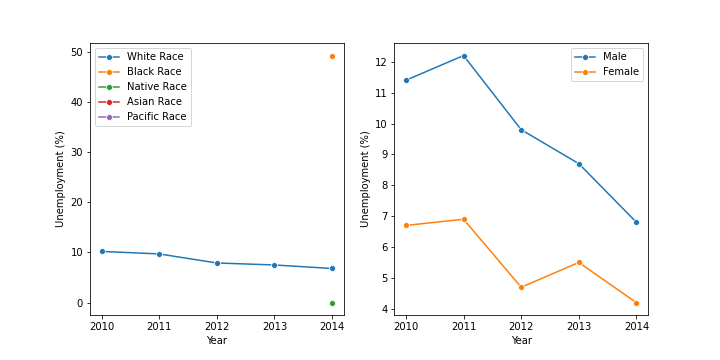 Unemployment (%)
50
40
30
20
10
0
White Race
Black Race
Native Race
Asian Race
Pacific Race
2010 2011 2012 2013 2014
Year
Unemployment (%)
12
11
10
9
8
7
6
5
4
Male
Female
2010 2011 2012 2013 2014
Year